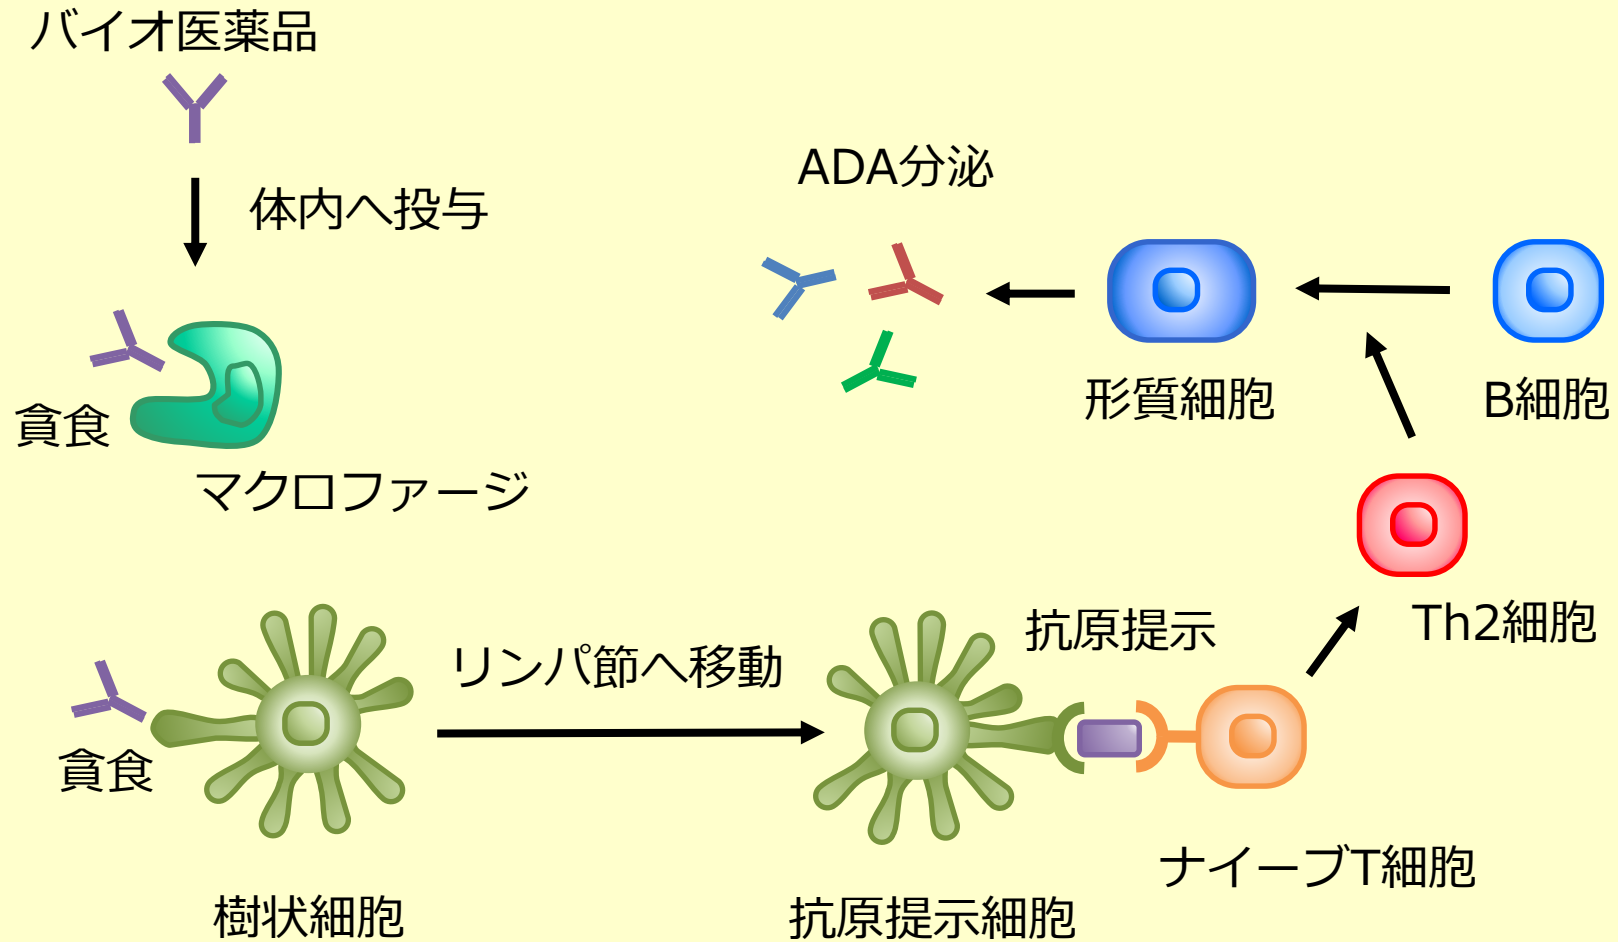 バイオ医薬品
体内へ投与
貪食
マクロファージ
貪食
樹状細胞
リンパ節へ移動
抗原提示細胞
抗原提示
ナイーブT細胞
Th2細胞
B細胞
形質細胞
ADA分泌